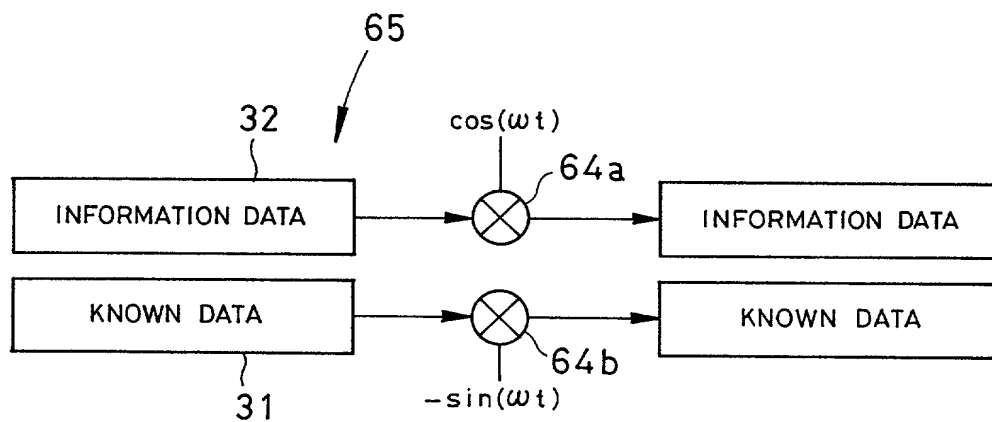 65
32
cos(ωt)
64a
INFORMATION DATA
INFORMATION DATA
KNOWN DATA
KNOWN DATA
64b
31
−sin(ωt)